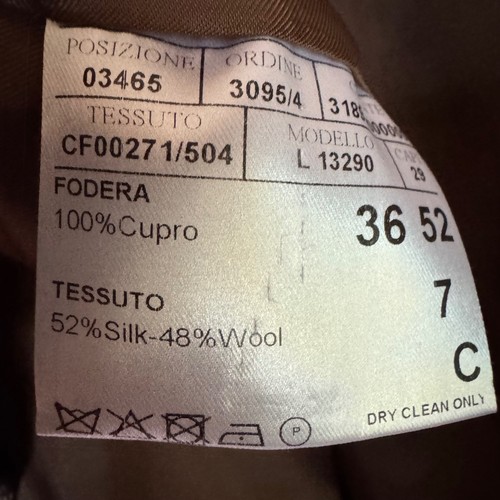 POSIZIONE ORDINE
03465 3095/4
TESSUTO MODELLO
CF00271/504 L 13290 29
FODERA
100%Cupro 36 52
TESSUTO 7
52%Silk-48%Wool
C
DRY CLEAN ONLY
P